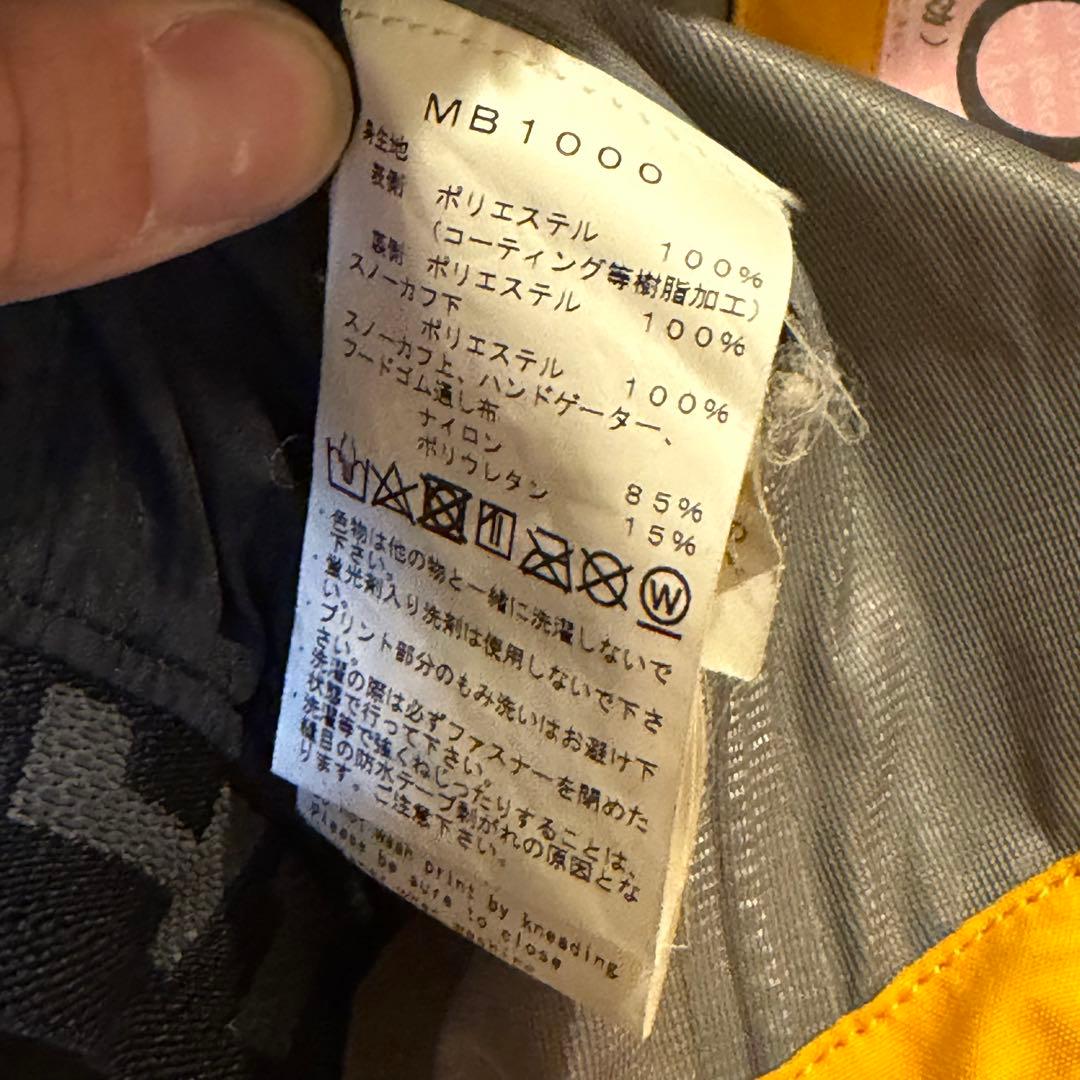 MB1000
身生地
表側 ポリエステル 100%
(コーティング等樹脂加工)
裏側 ポリエステル 100%
スノーカフ下
ポリエステル 100%
スノーカフ上、ハンドゲーター、
フードゴム通し布
ナイロン 85%
ポリウレタン 15%
W
・色物は他の物と一緒に洗濯しないで
下さい。
・蛍光剤入り洗剤は使用しないで下さ
い。
・プリント部分のもみ洗いはお避け下
さい。
・洗濯の際は必ずファスナーを閉めた
状態で行って下さい。
・洗濯等で強くねじったりすることは、
縫目の防水テープ剥がれの原因とな
ります。ご注意下さい。
wash print by kneading
please be sure to close